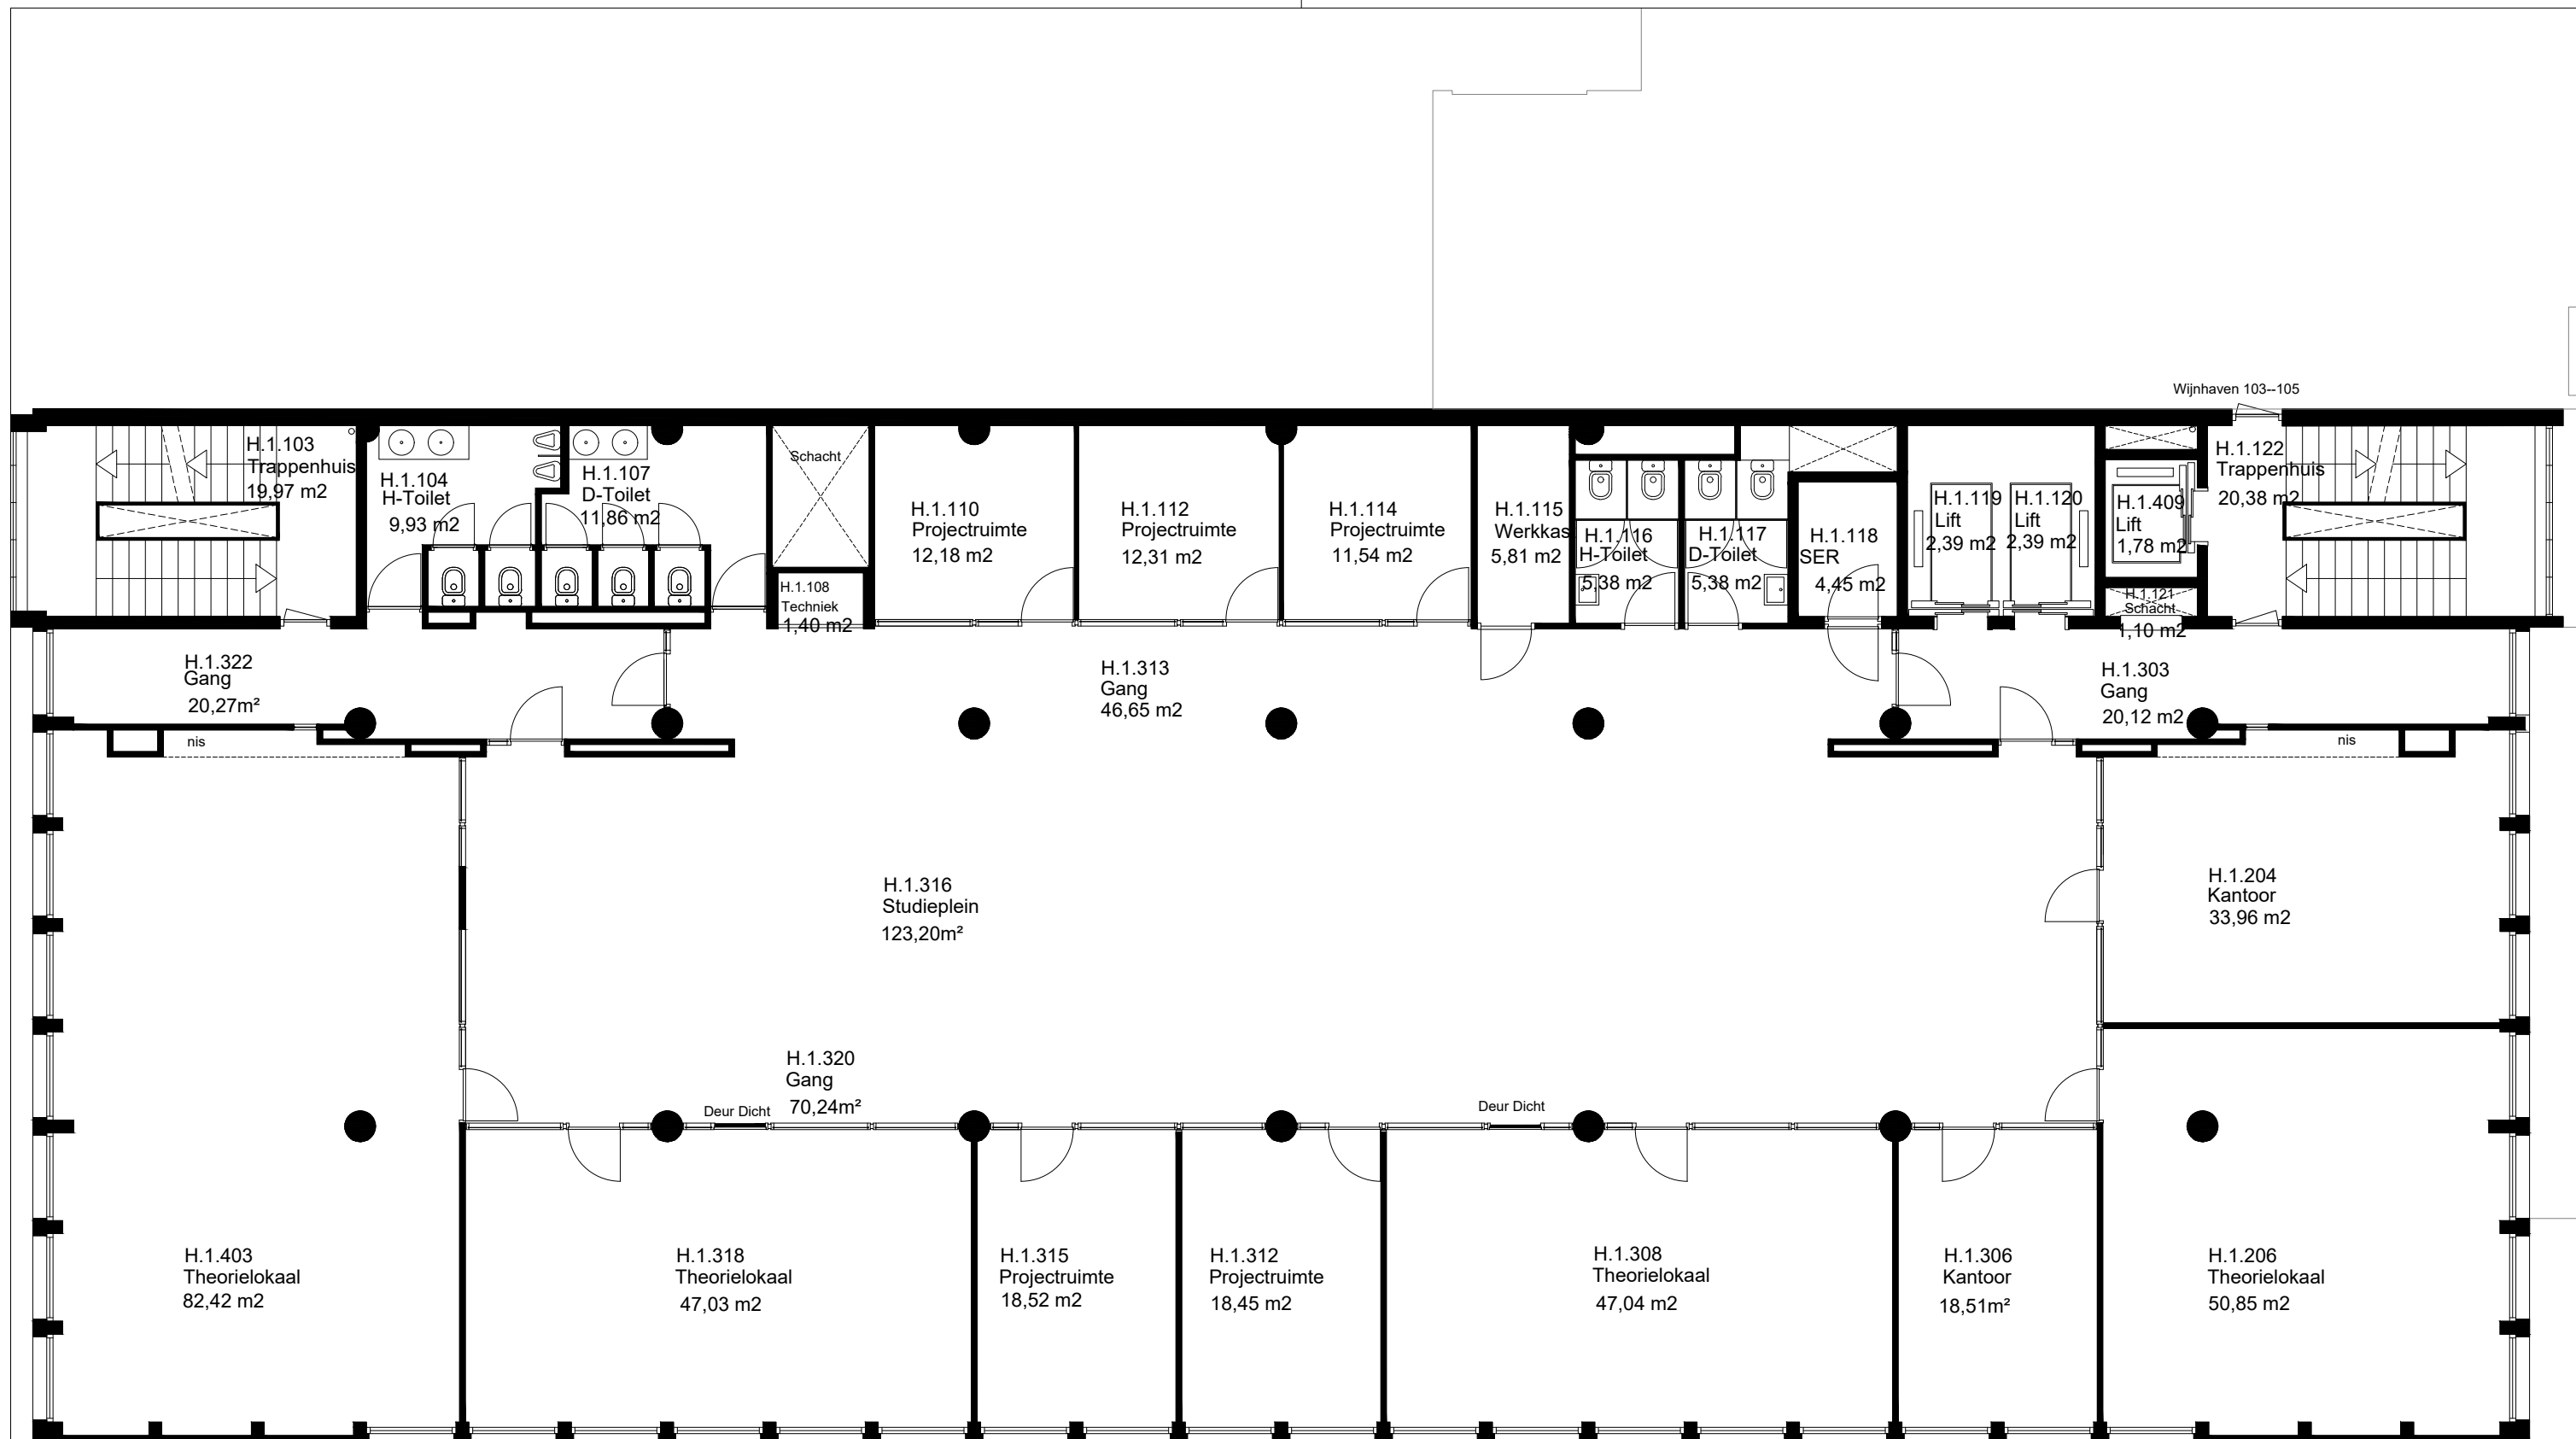 Wijnhaven 103--105
H.1.103
Trappenhuis
19,97 m2
H.1.104
H-Toilet
9,93 m2
H.1.107
D-Toilet
11,86 m2
Schacht
H.1.108
Techniek
1,40 m2
H.1.110
Projectruimte
12,18 m2
H.1.112
Projectruimte
12,31 m2
H.1.114
Projectruimte
11,54 m2
H.1.115
Werkkas
5,81 m2
H.1.116
H-Toilet
5,38 m2
H.1.117
D-Toilet
5,38 m2
H.1.118
SER
4,45 m2
H.1.119
Lift
2,39 m2
H.1.120
Lift
2,39 m2
H.1.409
Lift
1,78 m2
H.1.121
Schacht
1,10 m2
H.1.122
Trappenhuis
20,38 m2
H.1.322
Gang
20,27m²
H.1.313
Gang
46,65 m2
H.1.303
Gang
20,12 m2
nis
nis
H.1.316
Studieplein
123,20m²
H.1.204
Kantoor
33,96 m2
H.1.320
Gang
70,24m²
Deur Dicht
Deur Dicht
H.1.403
Theorielokaal
82,42 m2
H.1.318
Theorielokaal
47,03 m2
H.1.315
Projectruimte
18,52 m2
H.1.312
Projectruimte
18,45 m2
H.1.308
Theorielokaal
47,04 m2
H.1.306
Kantoor
18,51m²
H.1.206
Theorielokaal
50,85 m2